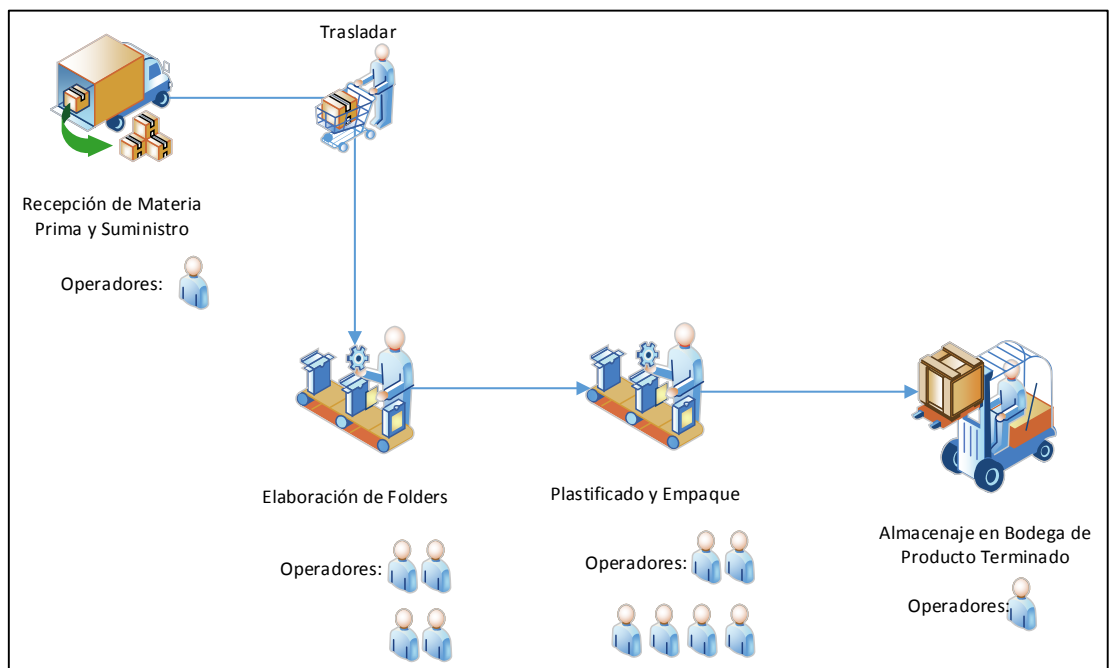 Trasladar
Recepción de Materia
Prima y Suministro
Operadores:
Elaboración de Folders
Operadores:
Plastificado y Empaque
Operadores:
Almacenaje en Bodega de
Producto Terminado
Operadores: